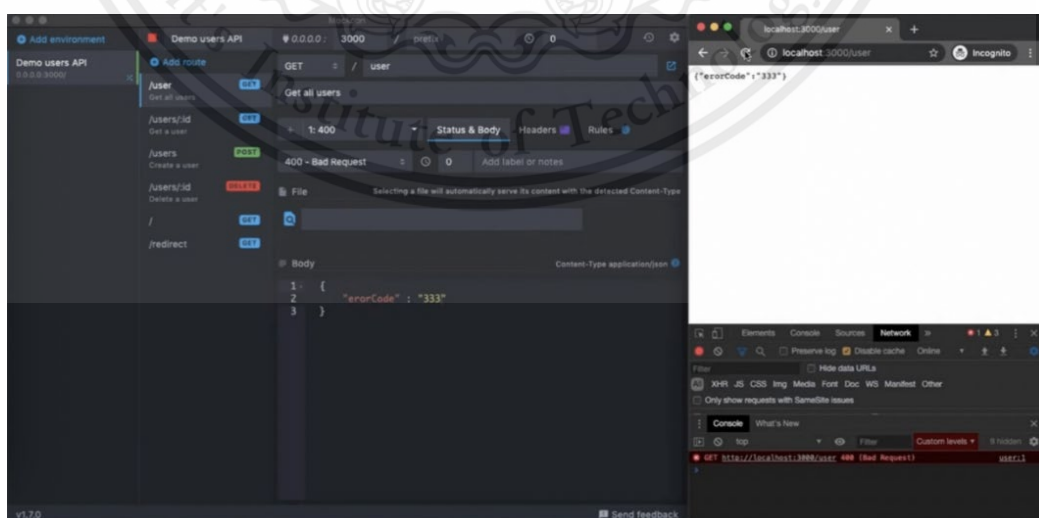 Mockoon
Add environment
Demo users API
0.0.0.0:
3000
/
prefix
0
Demo users API
0.0.0.0:3000/
Add route
/user
GET
Get all users
/users/:id
GET
Get a user
/users
POST
Create a user
/users/:id
DELETE
Delete a user
/
GET
/redirect
GET
GET
/
user
Get all users
1: 400
Status & Body
Headers
Rules
400 - Bad Request
0
Add label or notes
File
Selecting a file will automatically serve its content with the detected Content-Type
Body
Content-Type application/json
1 {
2 "erorCode" : "333"
3 }
v1.7.0
Send feedback
Institute of Techn
localhost:3000/user
localhost:3000/user
Incognito
{"erorCode":"333"}
Elements
Console
Sources
Network
»
1
3
Preserve log
Disable cache
Online
Filter
Hide data URLs
All
XHR JS CSS Img Media Font Doc WS Manifest Other
Only show requests with SameSite issues
Console
What's New
top
Filter
Custom levels
hidden
GET http://localhost:3000/user 400 (Bad Request)
user:1